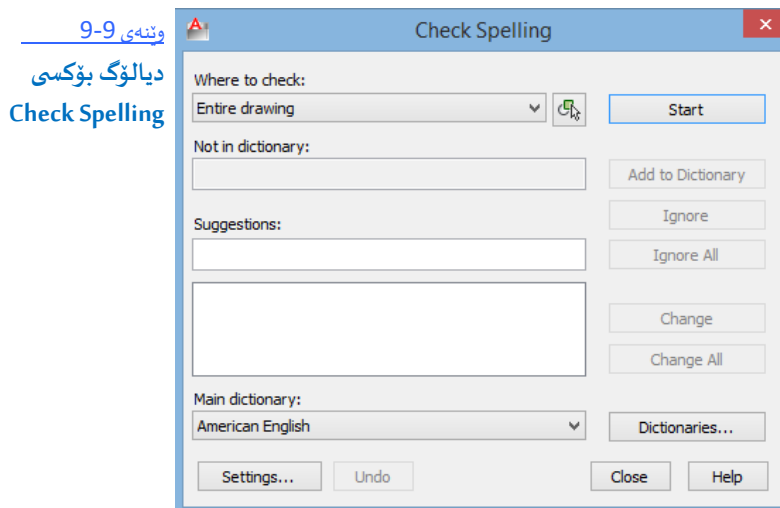 وێنەی 9-9
دیالۆگ بۆکسی
Check Spelling
Check Spelling
Where to check:
Entire drawing
Start
Not in dictionary:
Add to Dictionary
Ignore
Suggestions:
Ignore All
Change
Change All
Main dictionary:
American English
Dictionaries...
Settings...
Undo
Close
Help